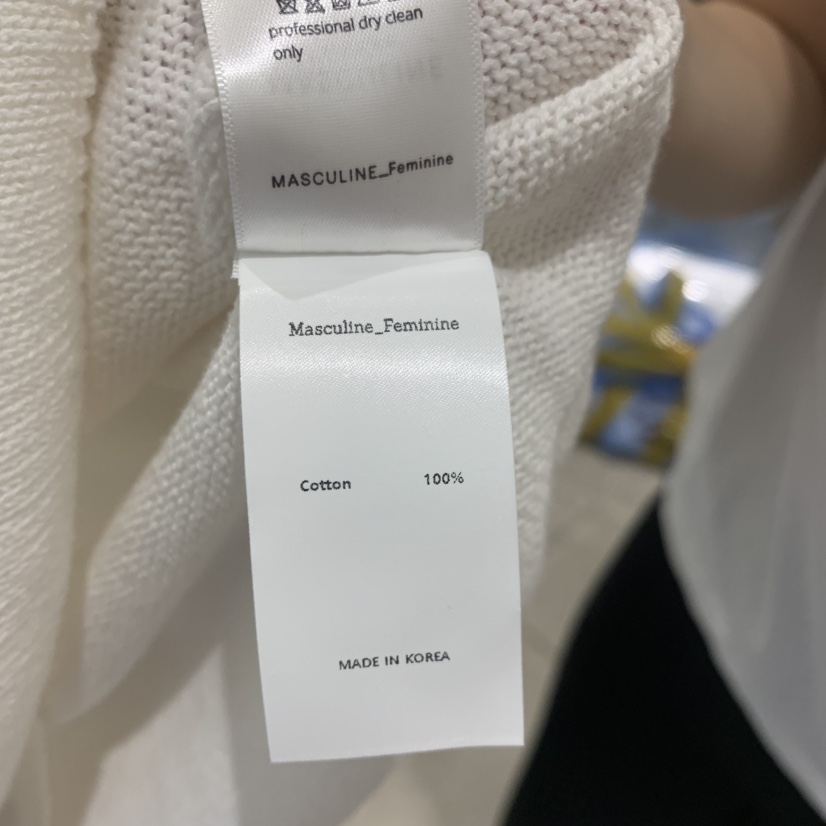 professional dry clean
only
MASCULINE_Feminine
Masculine_Feminine
Cotton 100%
MADE IN KOREA